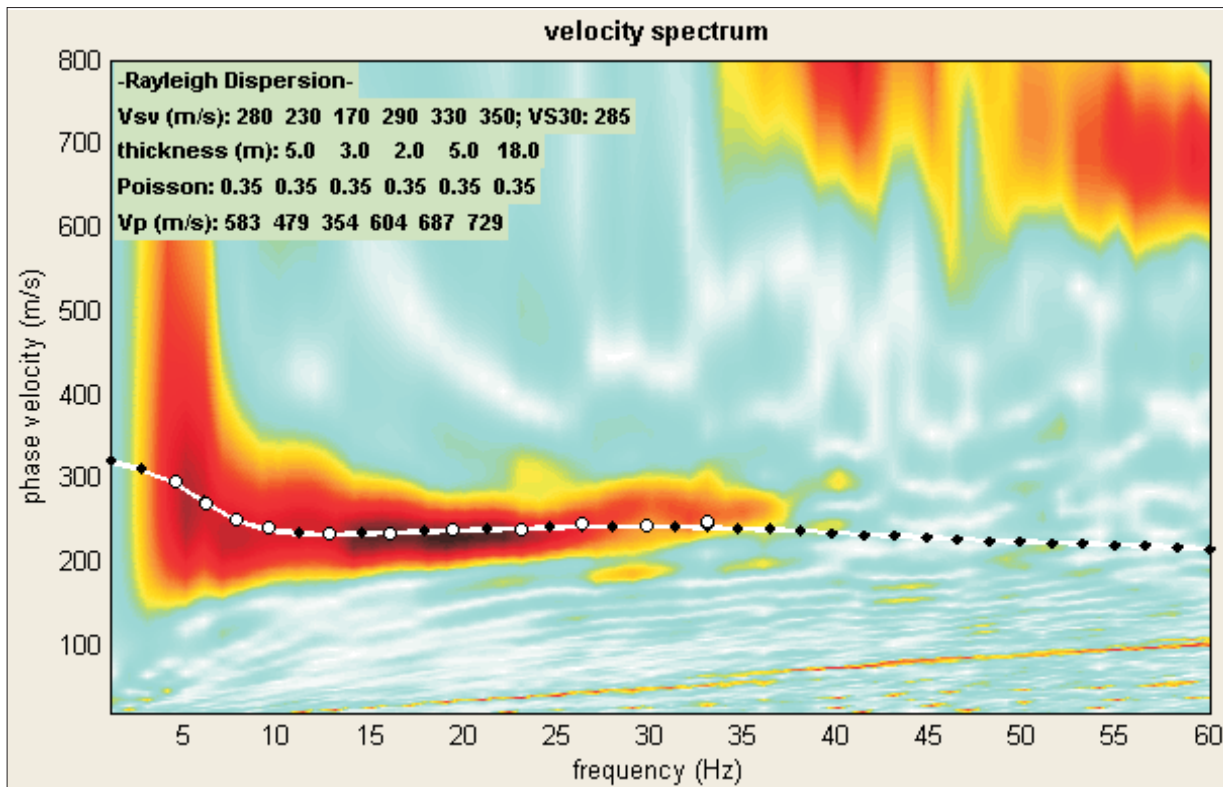 velocity spectrum
-Rayleigh Dispersion-
Vsv (m/s): 280 230 170 290 330 350; VS30: 285
thickness (m): 5.0 3.0 2.0 5.0 18.0
Poisson: 0.35 0.35 0.35 0.35 0.35 0.35
Vp (m/s): 583 479 354 604 687 729
phase velocity (m/s)
800
700
600
500
400
300
200
100
5 10 15 20 25 30 35 40 45 50 55 60
frequency (Hz)